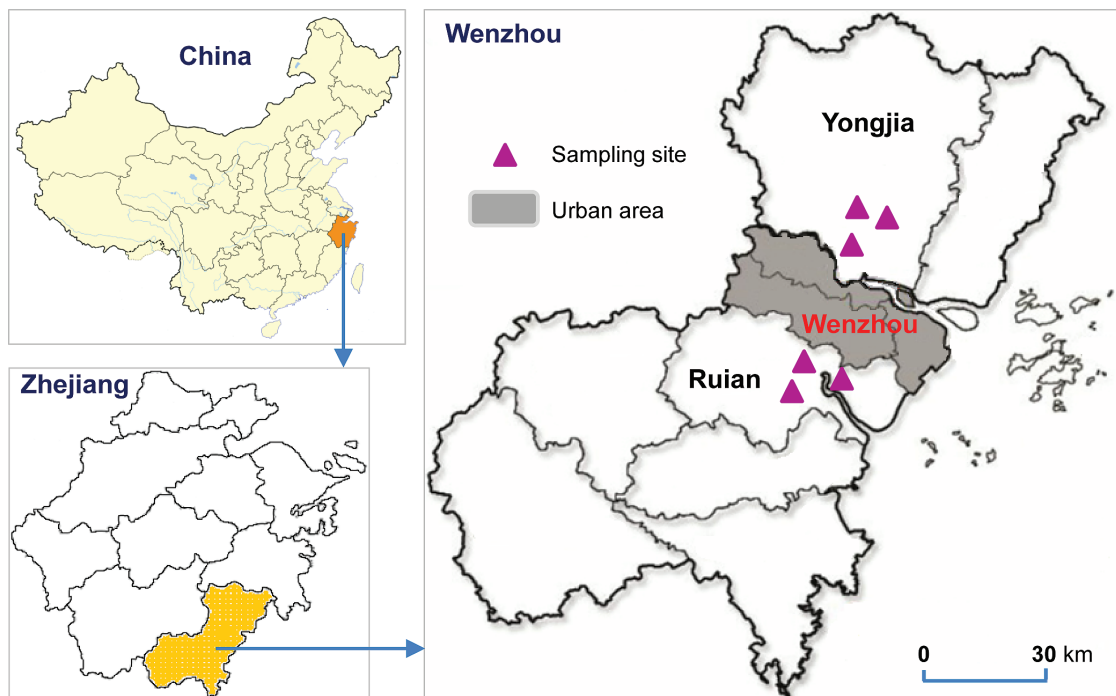 China
Zhejiang
Wenzhou
Yongjia
Sampling site
Urban area
Wenzhou
Ruian
0 30 km